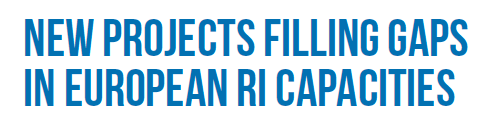 NEW PROJECTS FILLING GAPS
IN EUROPEAN RI CAPACITIES